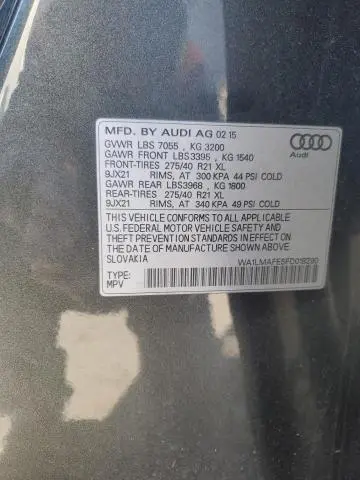 MFD. BY AUDI AG 02 15
GVWR LBS 7055 , KG 3200
GAWR FRONT LBS3395 , KG 1540
FRONT-TIRES 275/40 R21 XL
9JX21 RIMS, AT 300 KPA 44 PSI COLD
GAWR REAR LBS3968 , KG 1800
REAR-TIRES 275/40 R21 XL
9JX21 RIMS, AT 340 KPA 49 PSI COLD
Audi
THIS VEHICLE CONFORMS TO ALL APPLICABLE
U.S. FEDERAL MOTOR VEHICLE SAFETY AND
THEFT PREVENTION STANDARDS IN EFFECT ON
THE DATE OF MANUFACTURE SHOWN ABOVE.
SLOVAKIA
WA1LMAFE5FD018290
TYPE:
MPV